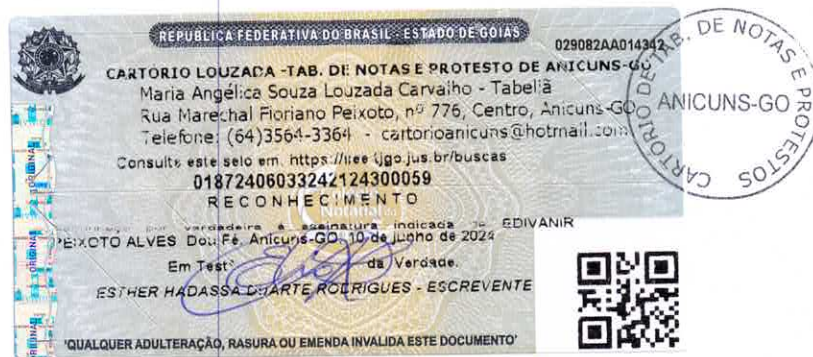 REPÚBLICA FEDERATIVA DO BRASIL - ESTADO DE GOIÁS
029082AA014342
CARTÓRIO LOUZADA -TAB. DE NOTAS E PROTESTO DE ANICUNS-GO
Maria Angélica Souza Louzada Carvalho - Tabeliã
Rua Marechal Floriano Peixoto, nº 776, Centro, Anicuns-GO
Telefone: (64)3564-3364 - cartorioanicuns@hotmail.com
Consulte este selo em: https://see.tjgo.jus.br/buscas
01872406033242124300059
RECONHECIMENTO
por verdadeira a assinatura indicada de EDIVANIR
PEIXOTO ALVES. Dou Fé. Anicuns-GO, 10 de junho de 2024
Em Testº da Verdade.
ESTHER HADASSA DUARTE RODRIGUES - ESCREVENTE
"QUALQUER ADULTERAÇÃO, RASURA OU EMENDA INVALIDA ESTE DOCUMENTO"
CARTÓRIO DE TAB. DE NOTAS E PROTESTOS
ANICUNS-GO
ORIGINAL
ORIGINAL
ORIGINAL